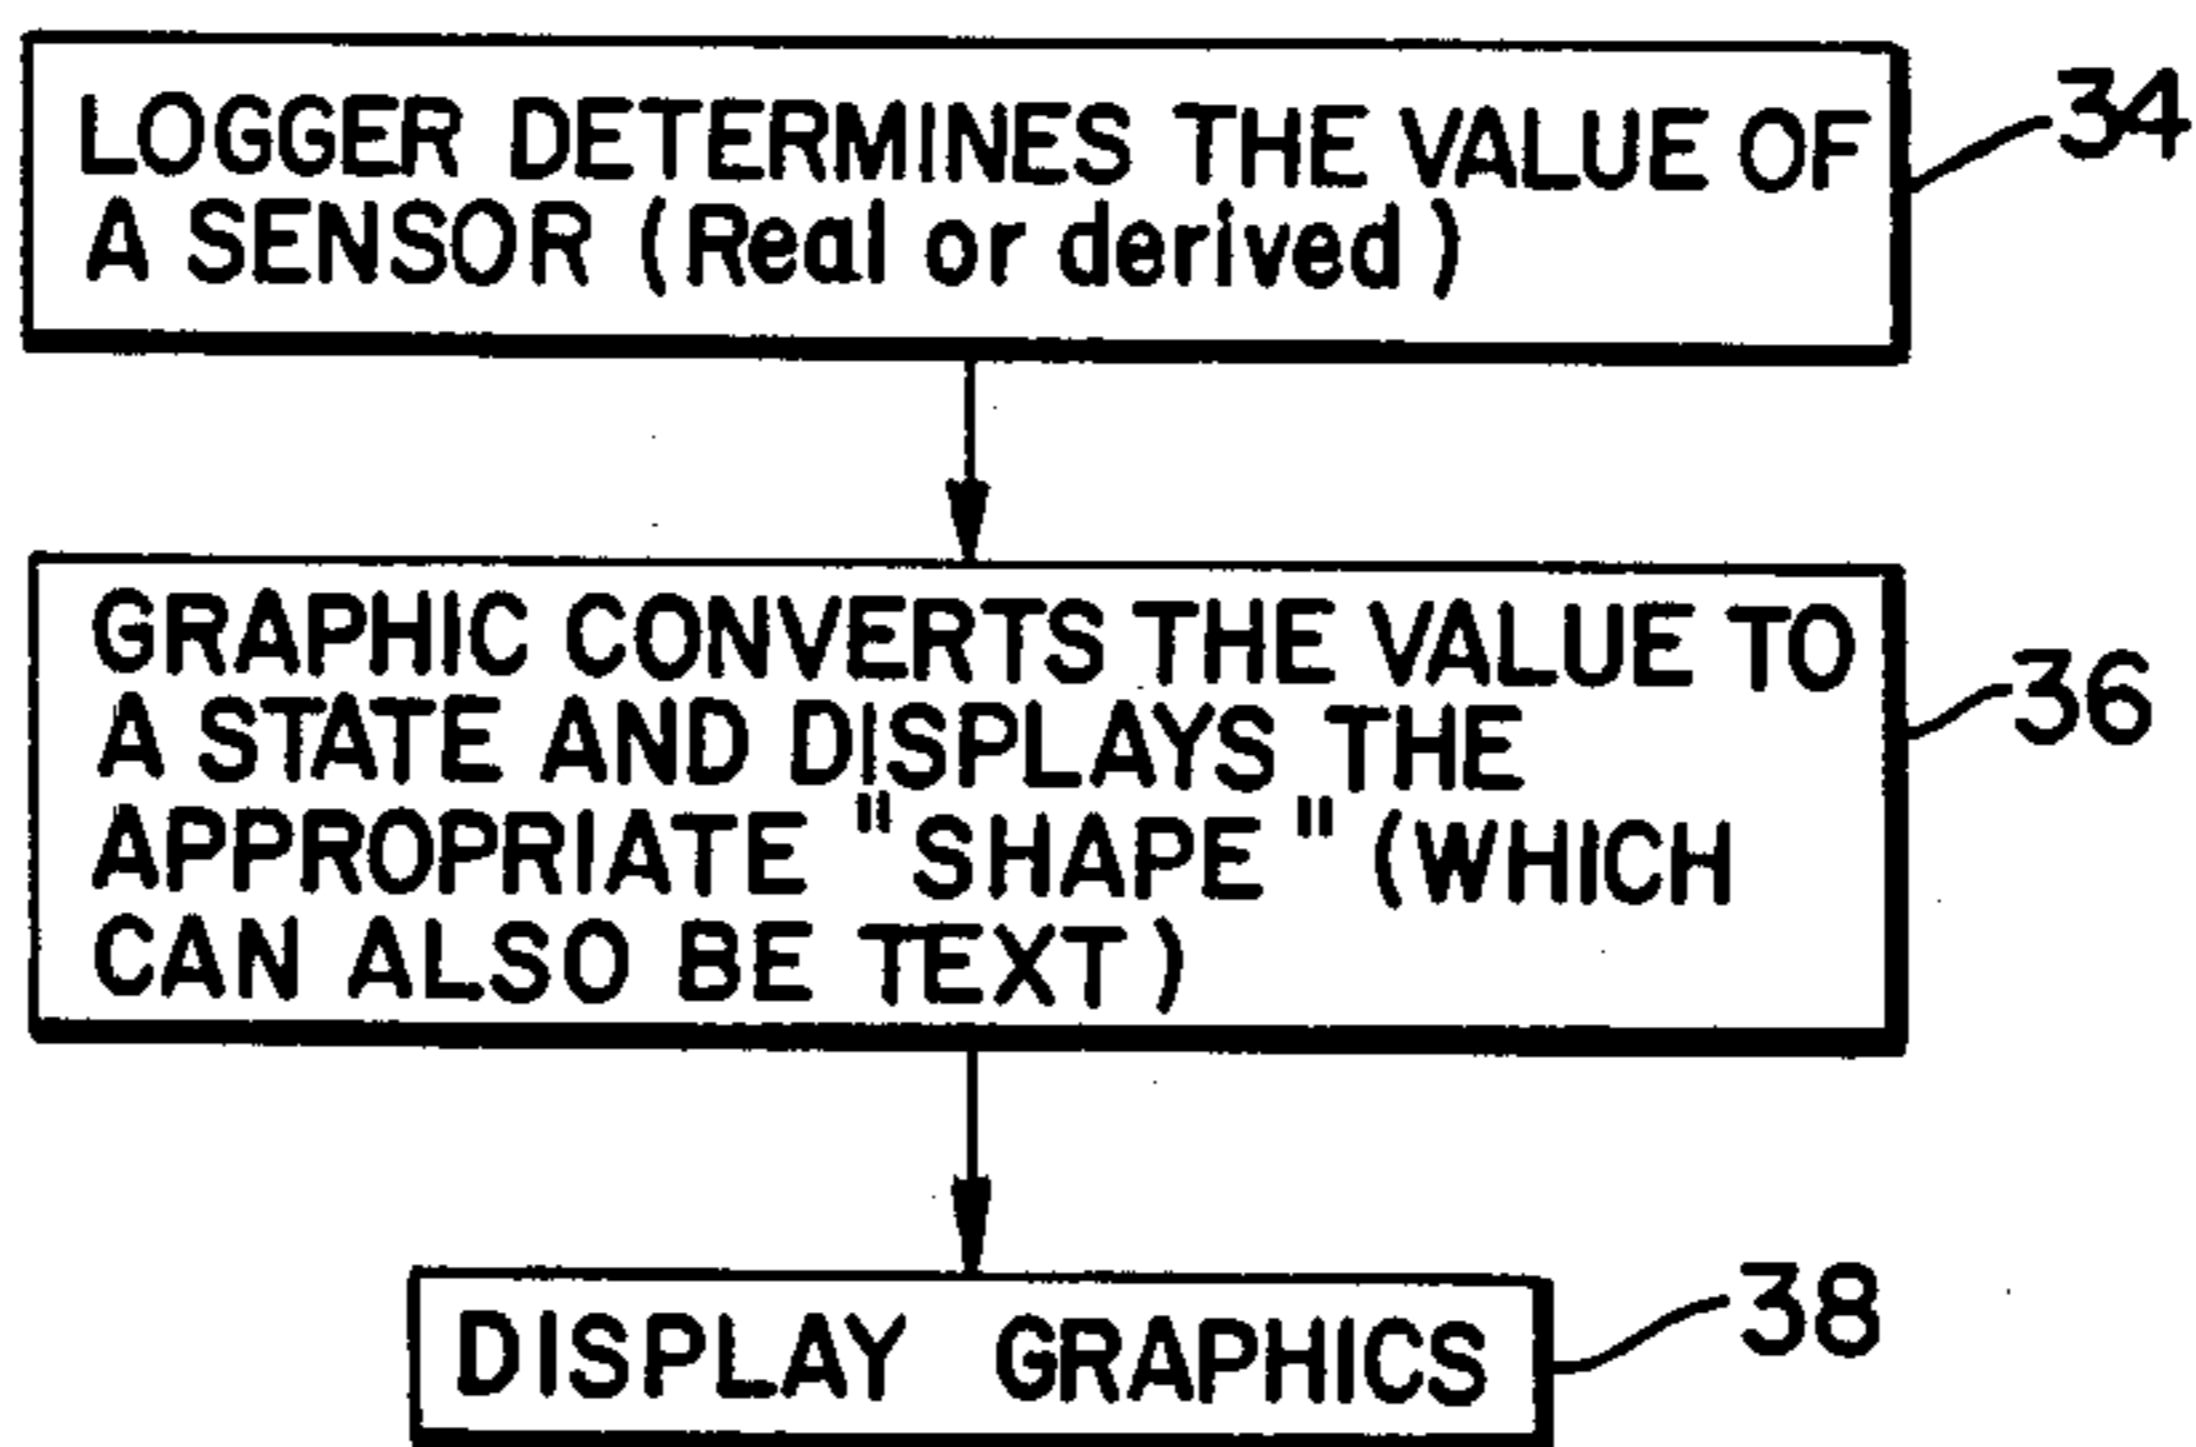 LOGGER DETERMINES THE VALUE OF
A SENSOR (Real or derived)
34
GRAPHIC CONVERTS THE VALUE TO
A STATE AND DISPLAYS THE
APPROPRIATE "SHAPE" (WHICH
CAN ALSO BE TEXT)
36
DISPLAY GRAPHICS
38